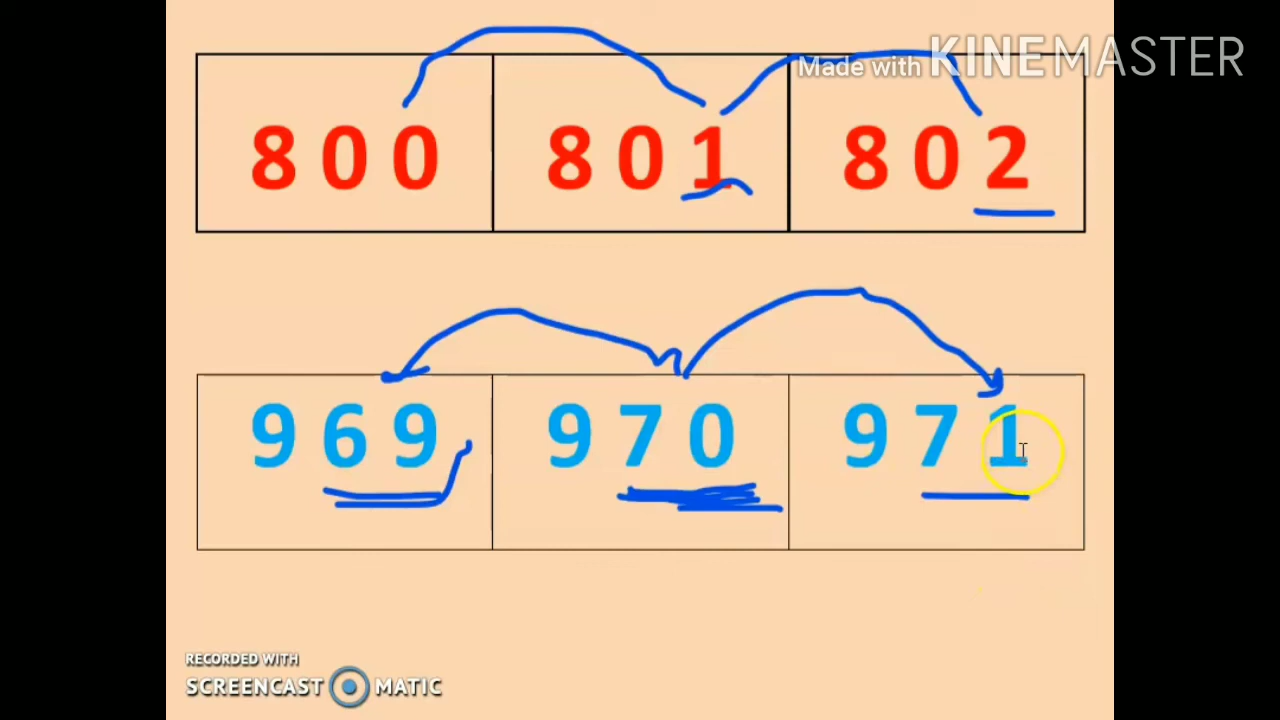 Made with KINEMASTER
800 801 802
969 970 971
RECORDED WITH
SCREENCAST MATIC